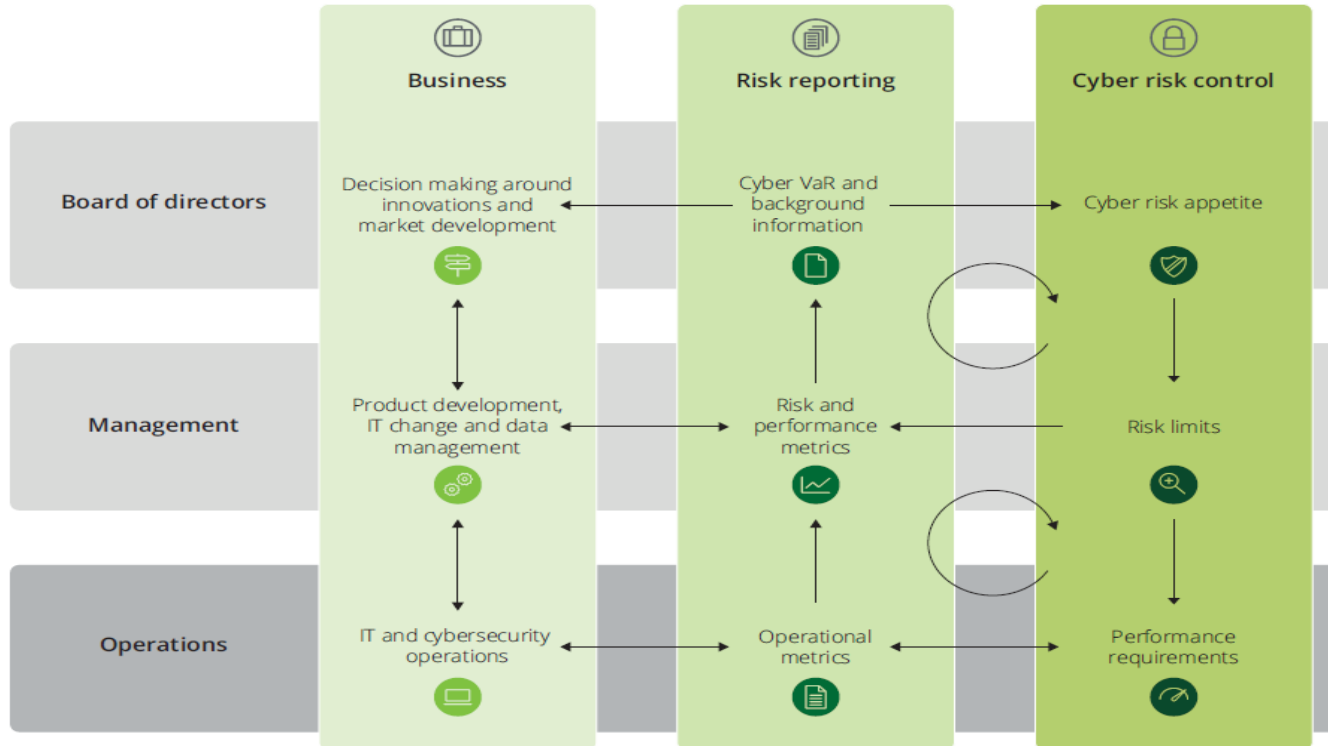 Business
Risk reporting
Cyber risk control
Board of directors
Decision making around
innovations and
market development
Cyber VaR and
background
information
Cyber risk appetite
Management
Product development,
IT change and data
management
Risk and
performance
metrics
Risk limits
Operations
IT and cybersecurity
operations
Operational
metrics
Performance
requirements